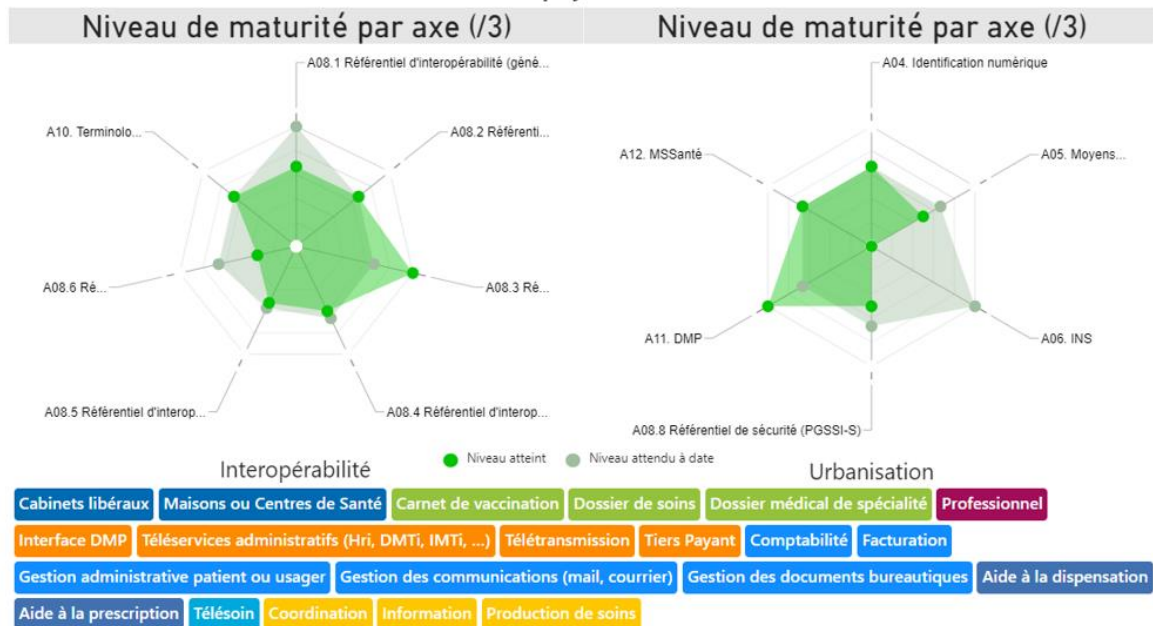 Niveau de maturité par axe (/3)
Niveau de maturité par axe (/3)
A08.1 Référentiel d'interopérabilité (géné...
A10. Terminolo...
A08.2 Référenti...
A08.6 Ré...
A08.3 Ré...
A08.5 Référentiel d'interop...
A08.4 Référentiel d'interop...
A04. Identification numérique
A12. MSSanté
A05. Moyens...
A11. DMP
A06. INS
A08.8 Référentiel de sécurité (PGSSI-S)
Interopérabilité
Niveau atteint
Niveau attendu à date
Urbanisation
Cabinets libéraux Maisons ou Centres de Santé Carnet de vaccination Dossier de soins Dossier médical de spécialité Professionnel
Interface DMP Téléservices administratifs (Hri, DMTi, IMTi, ...) Télétransmission Tiers Payant Comptabilité Facturation
Gestion administrative patient ou usager Gestion des communications (mail, courrier) Gestion des documents bureautiques Aide à la dispensation
Aide à la prescription Télésoin Coordination Information Production de soins